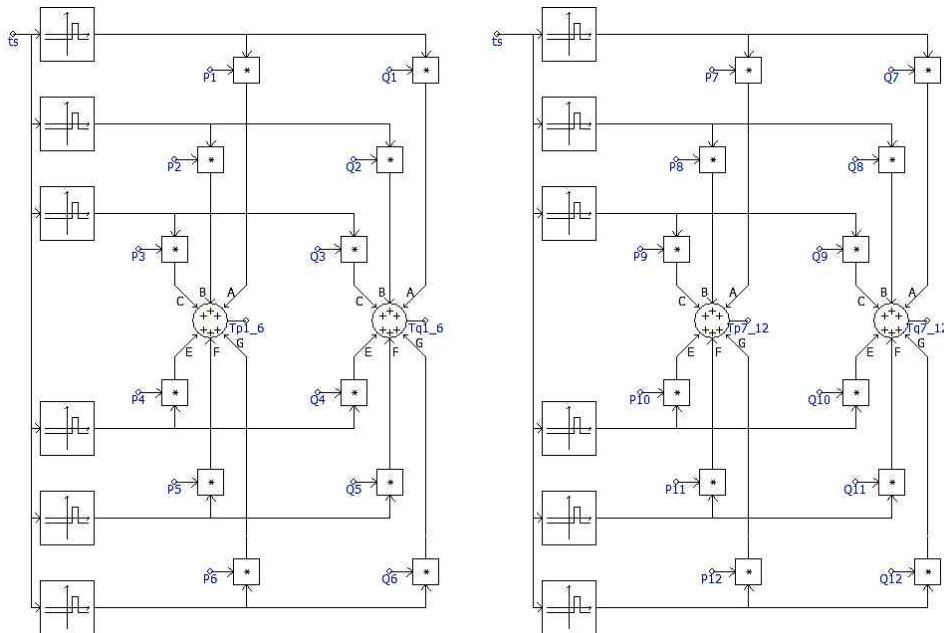 ts ts
P1 * Q1 * P7 * Q7 *
P2 * Q2 * P8 * Q8 *
P3 * Q3 * P9 * Q9 *
C B A C B A C B A C B A
Tp1_6 Tq1_6 Tp7_12 Tq7_12
E F G E F G E F G E F G
P4 * Q4 * P10 * Q10 *
P5 * Q5 * P11 * Q11 *
P6 * Q6 * P12 * Q12 *